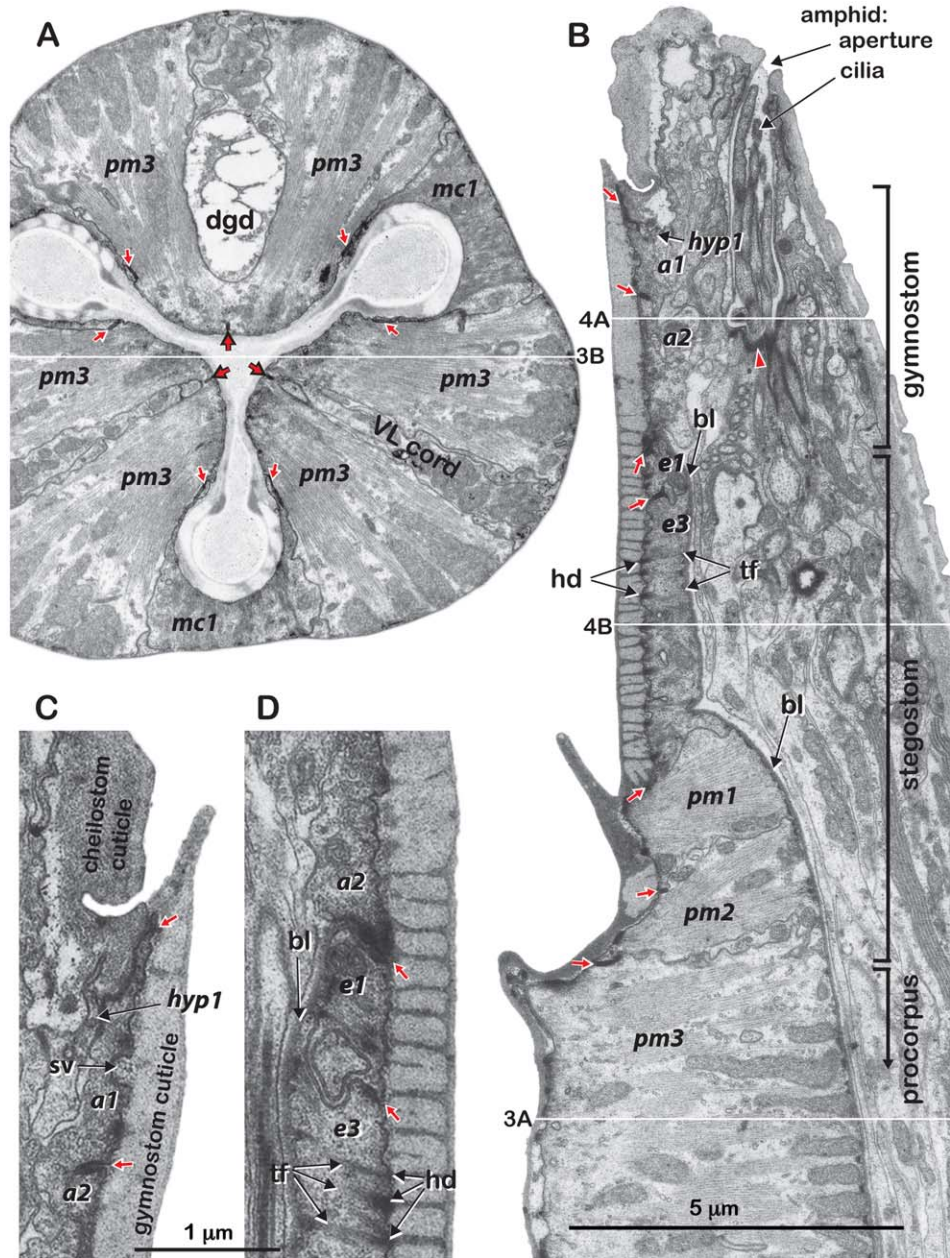 A
pm3
pm3
mc1
dgd
3B
pm3
pm3
VL cord
pm3
pm3
mc1
B
amphid:
aperture
cilia
hyp1
a1
4A
a2
gymnostom
bl
e1
e3
hd
tf
4B
stegostom
bl
pm1
pm2
pm3
procorpus
3A
5 µm
C
cheilostom
cuticle
hyp1
sv
a1
a2
gymnostom cuticle
1 µm
D
a2
bl
e1
e3
tf
hd